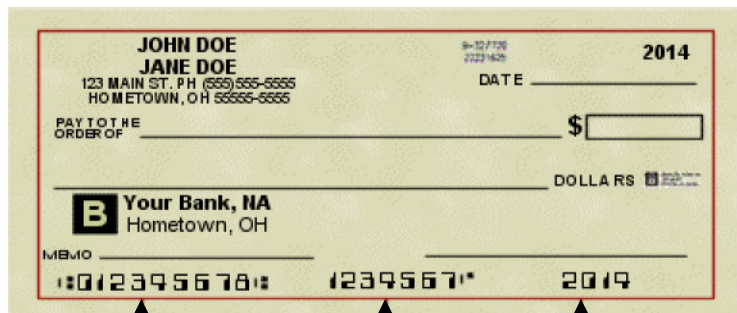 JOHN DOE
JANE DOE
123 MAIN ST. PH (555)555-5555
HOMETOWN, OH 55555-5555
2014
DATE
PAY TO THE
ORDER OF
$
DOLLARS
B
Your Bank, NA
Hometown, OH
MEMO
⑆012345678⑆ 1234567⑈ 2014